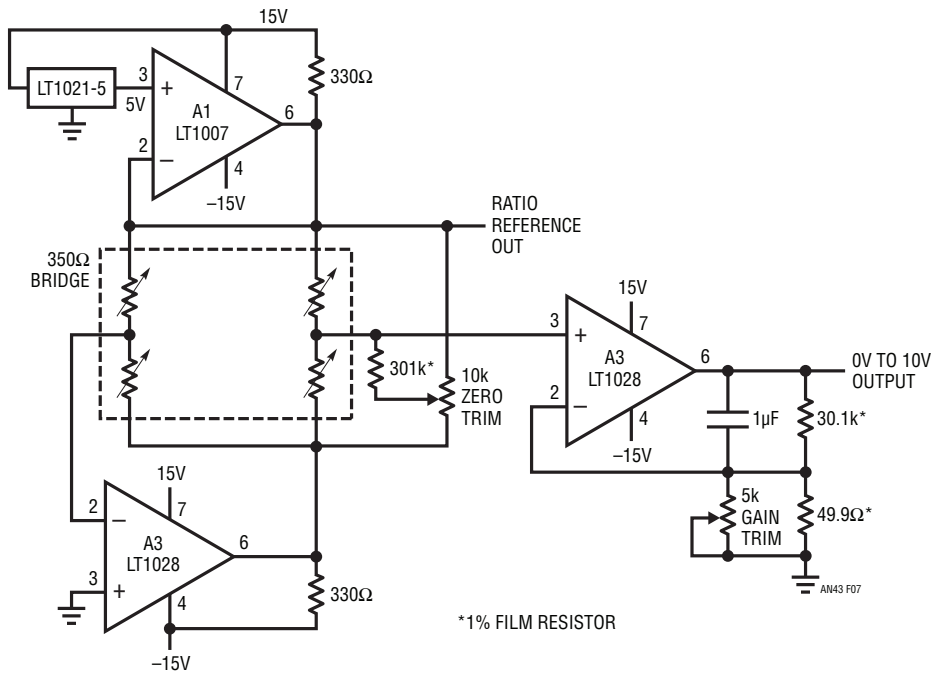 15V
330Ω
LT1021-5
3
5V
+
7
A1
LT1007
6
2
–
4
–15V
RATIO
REFERENCE
OUT
350Ω
BRIDGE
301k*
10k
ZERO
TRIM
15V
3
+
7
A3
LT1028
6
0V TO 10V
OUTPUT
2
–
4
–15V
1µF
30.1k*
5k
GAIN
TRIM
49.9Ω*
AN43 F07
15V
2
–
7
A3
LT1028
6
3
+
4
330Ω
–15V
*1% FILM RESISTOR